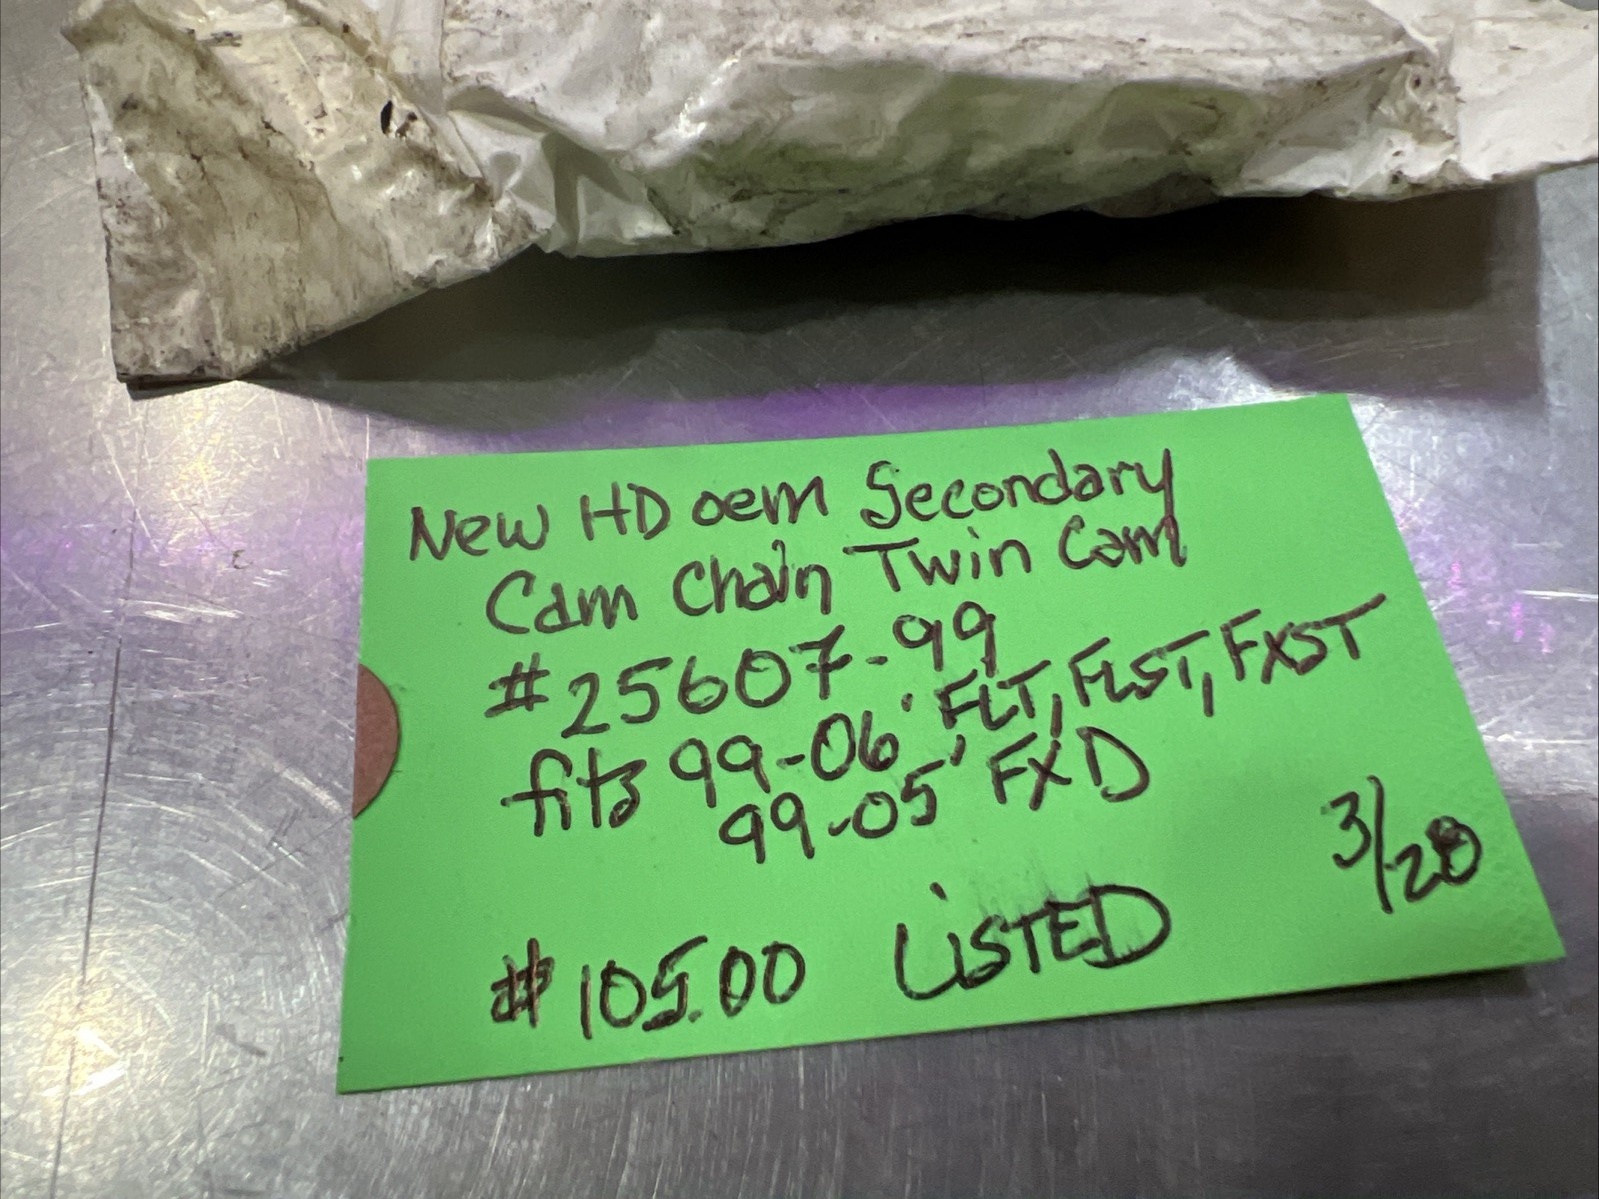 New HD oem Secondary
Cam Chain Twin Cam
#25607-99
fits 99-06' FLT, FLST, FXST
99-05' FXD
3/28
$105.00 LiSTED